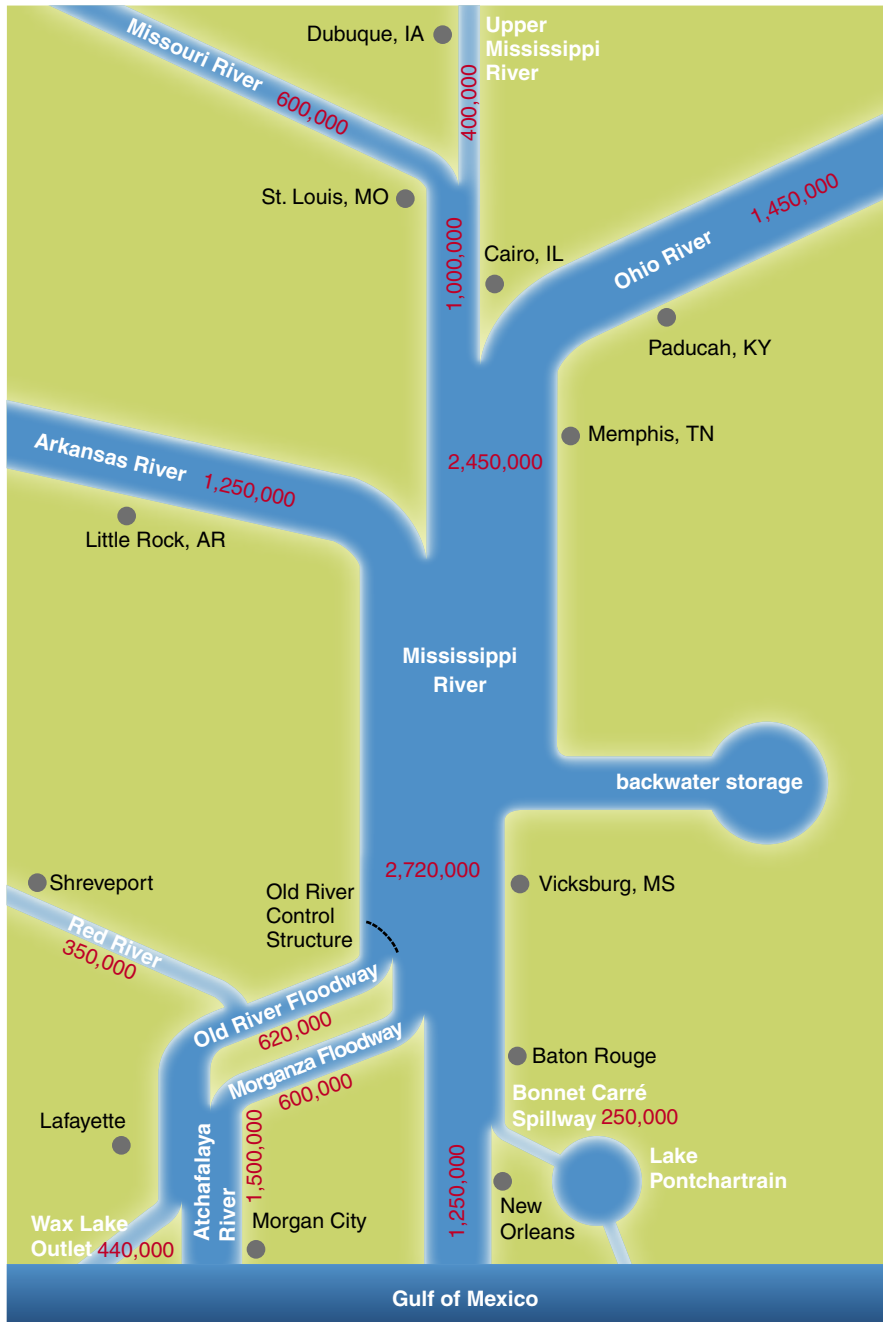 Missouri River
600,000
Dubuque, IA
Upper
Mississippi
River
400,000
St. Louis, MO
1,000,000
Cairo, IL
Ohio River
1,450,000
Paducah, KY
Arkansas River
1,250,000
Little Rock, AR
2,450,000
Memphis, TN
Mississippi
River
backwater storage
2,720,000
Vicksburg, MS
Shreveport
Old River
Control
Structure
Red River
350,000
Old River Floodway
620,000
Morganza Floodway
600,000
Baton Rouge
Bonnet Carré
Spillway 250,000
Lafayette
Atchafalaya
River
1,500,000
1,250,000
Lake
Pontchartrain
New
Orleans
Wax Lake
Outlet 440,000
Morgan City
Gulf of Mexico